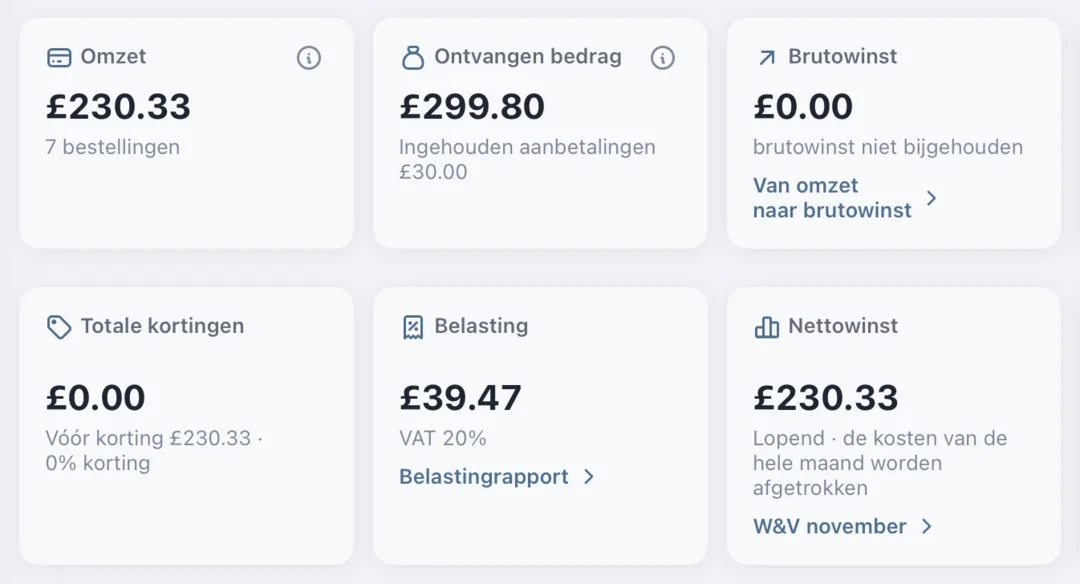 Omzet
£230.33
7 bestellingen
Ontvangen bedrag
£299.80
Ingehouden aanbetalingen
£30.00
Brutowinst
£0.00
brutowinst niet bijgehouden
Van omzet
naar brutowinst
Totale kortingen
£0.00
Vóór korting £230.33 ·
0% korting
Belasting
£39.47
VAT 20%
Belastingrapport
Nettowinst
£230.33
Lopend · de kosten van de
hele maand worden
afgetrokken
W&V november